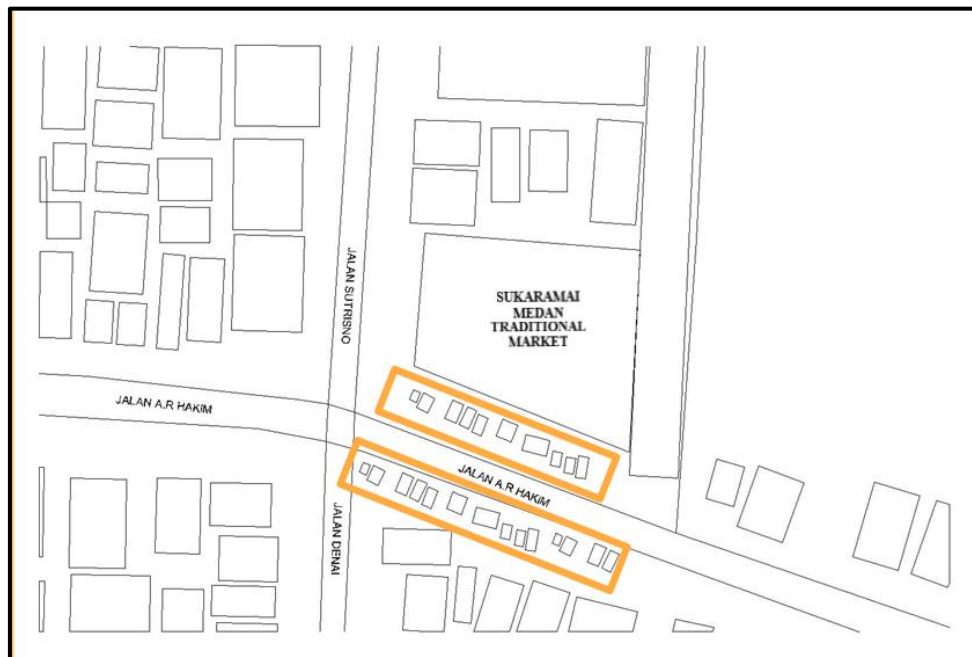 JALAN SUTRISNO
SUKARAMAI
MEDAN
TRADITIONAL
MARKET
JALAN A.R HAKIM
JALAN A.R HAKIM
JALAN DENAI